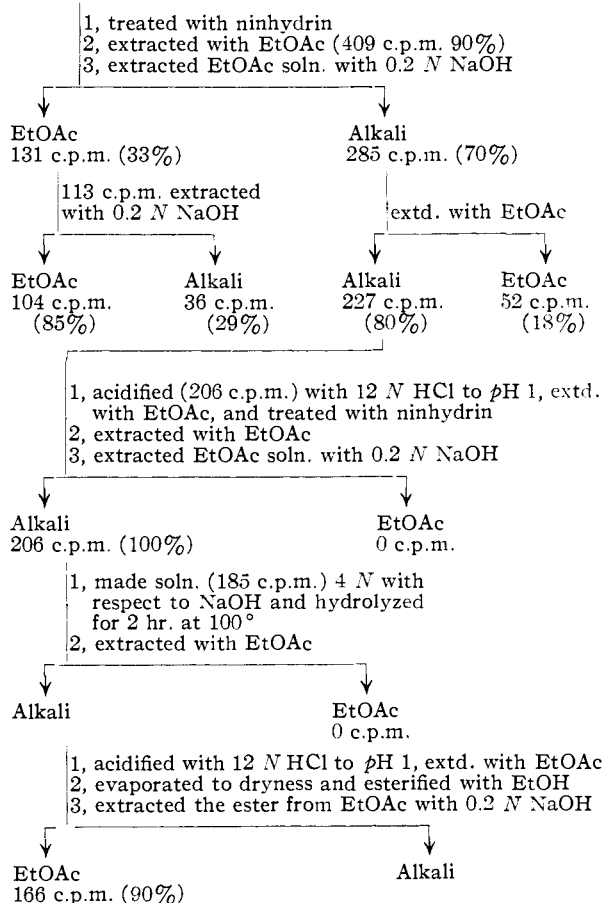 1, treated with ninhydrin
2, extracted with EtOAc (409 c.p.m. 90%)
3, extracted EtOAc soln. with 0.2 N NaOH
EtOAc
131 c.p.m. (33%)
Alkali
285 c.p.m. (70%)
113 c.p.m. extracted
with 0.2 N NaOH
extd. with EtOAc
EtOAc
104 c.p.m.
(85%)
Alkali
36 c.p.m.
(29%)
Alkali
227 c.p.m.
(80%)
EtOAc
52 c.p.m.
(18%)
1, acidified (206 c.p.m.) with 12 N HCl to pH 1, extd.
with EtOAc, and treated with ninhydrin
2, extracted with EtOAc
3, extracted EtOAc soln. with 0.2 N NaOH
Alkali
206 c.p.m. (100%)
EtOAc
0 c.p.m.
1, made soln. (185 c.p.m.) 4 N with
respect to NaOH and hydrolyzed
for 2 hr. at 100°
2, extracted with EtOAc
Alkali
EtOAc
0 c.p.m.
1, acidified with 12 N HCl to pH 1, extd. with EtOAc
2, evaporated to dryness and esterified with EtOH
3, extracted the ester from EtOAc with 0.2 N NaOH
EtOAc
166 c.p.m. (90%)
Alkali